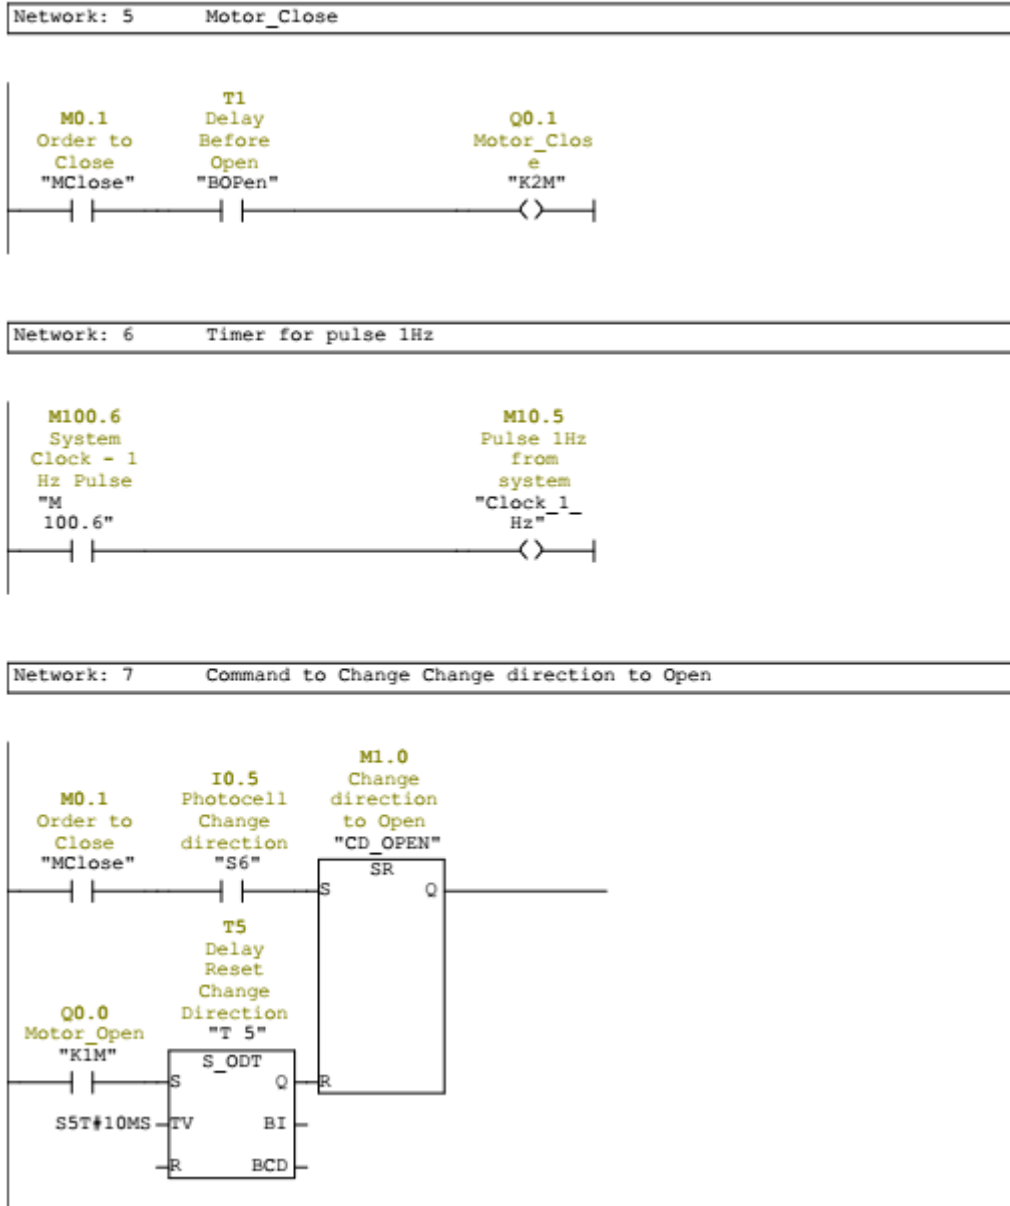 Network: 5 Motor_Close
T1
M0.1 Delay Q0.1
Order to Before Motor_Clos
Close Open e
"MClose" "BOPen" "K2M"
Network: 6 Timer for pulse 1Hz
M100.6 M10.5
System Pulse 1Hz
Clock - 1 from
Hz Pulse system
"M "Clock_1_
100.6" Hz"
Network: 7 Command to Change Change direction to Open
M1.0
I0.5 Change
M0.1 Photocell direction
Order to Change to Open
Close direction "CD_OPEN"
"MClose" "S6" SR
S Q
T5
Delay
Reset
Change
Q0.0 Direction
Motor_Open "T 5"
"K1M" S_ODT
S Q R
S5T#10MS TV BI
R BCD